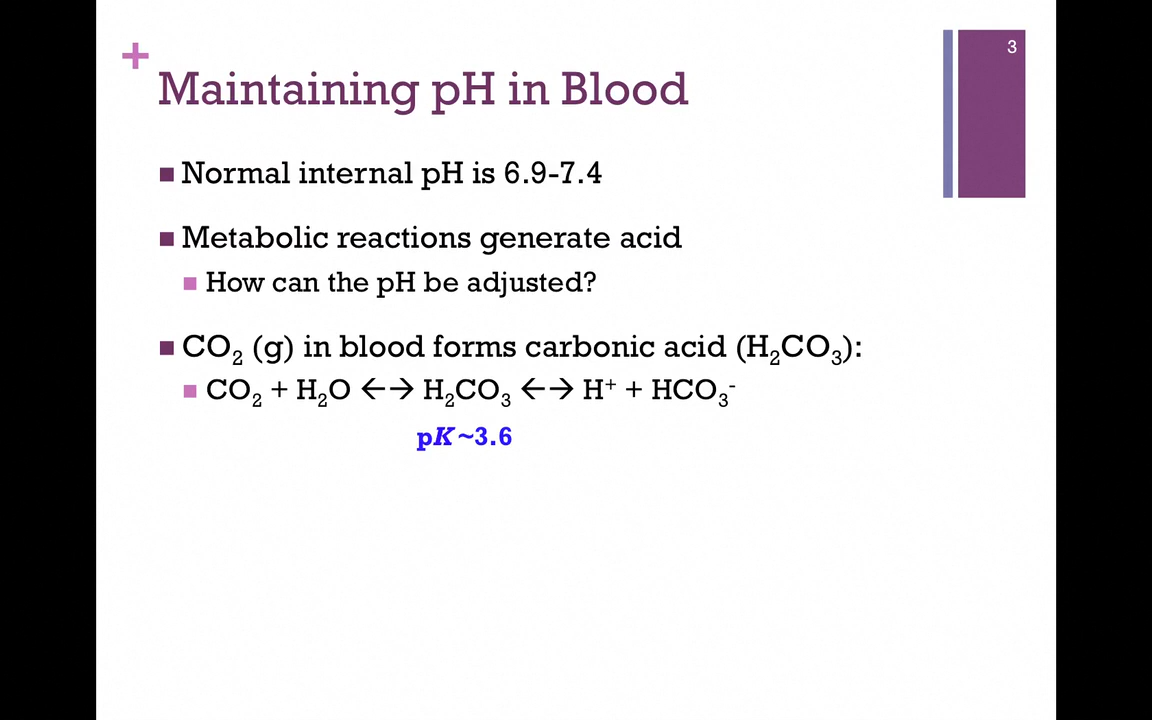 3
+
Maintaining pH in Blood
■ Normal internal pH is 6.9-7.4
■ Metabolic reactions generate acid
■ How can the pH be adjusted?
■ CO₂ (g) in blood forms carbonic acid (H₂CO₃):
■ CO₂ + H₂O ←→ H₂CO₃ ←→ H⁺ + HCO₃⁻
pK~3.6